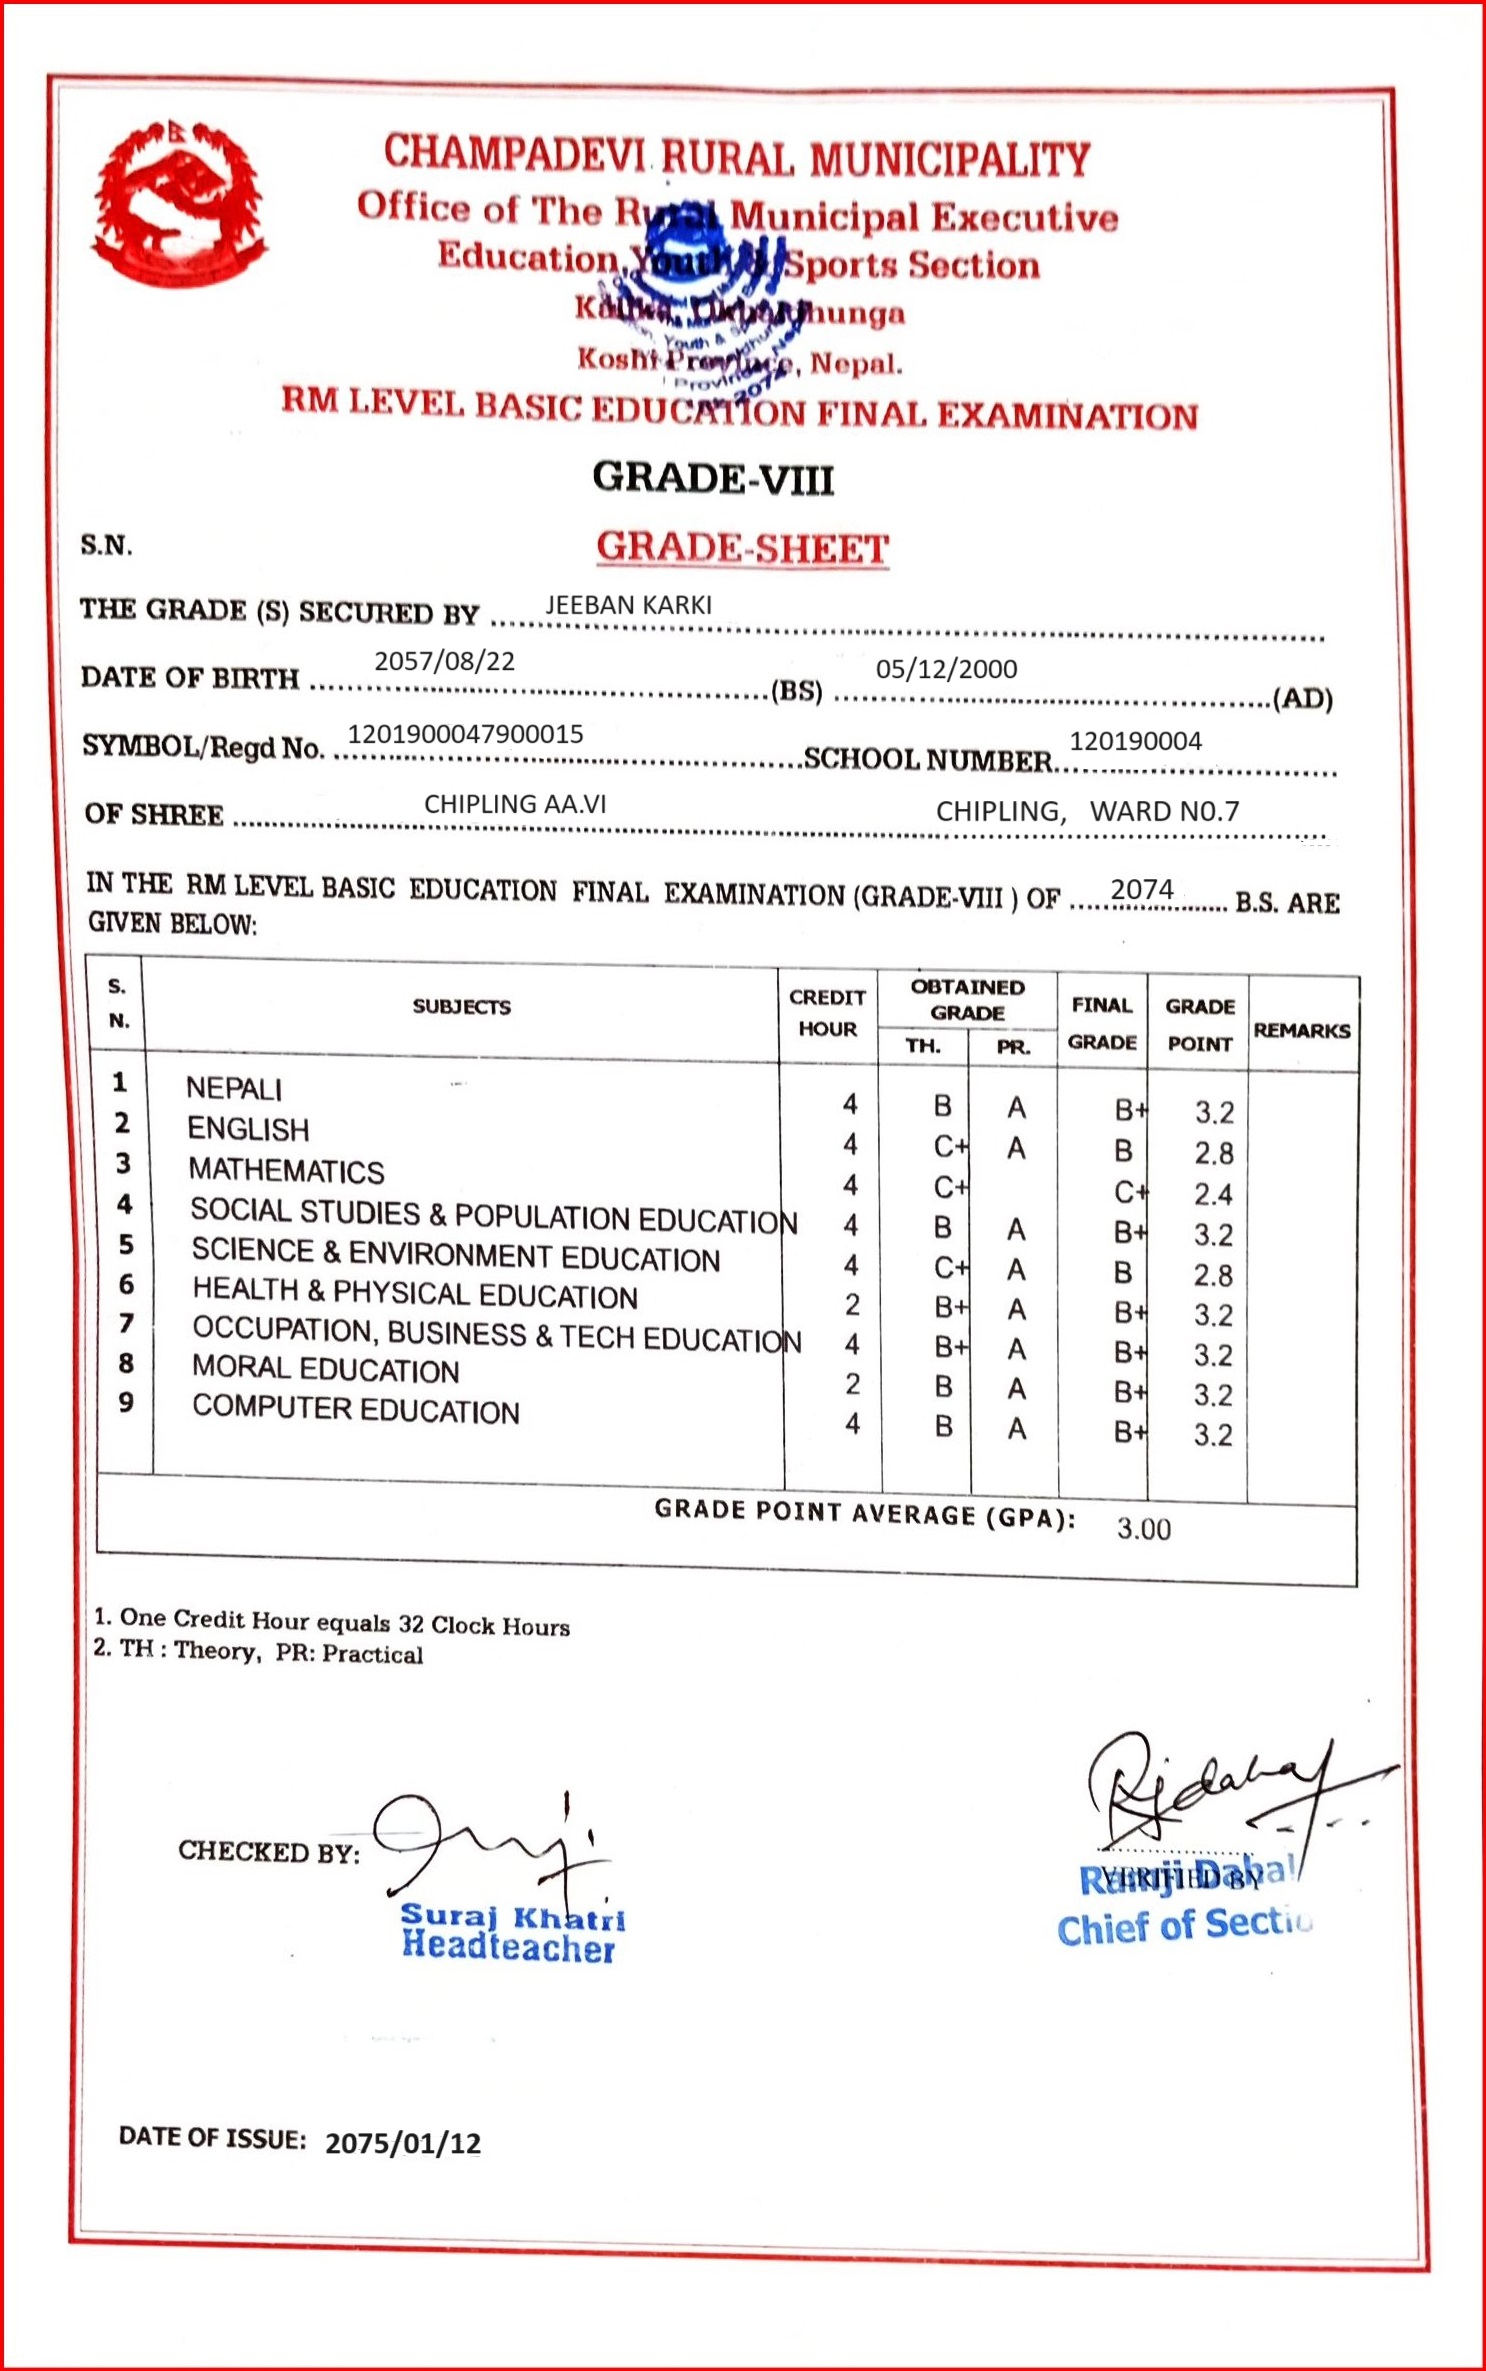 CHAMPADEVI RURAL MUNICIPALITY
Office of The Rural Municipal Executive
Education, Youth & Sports Section
Okhaldhunga
Koshi Province, Nepal.
RM LEVEL BASIC EDUCATION FINAL EXAMINATION
GRADE-VIII
GRADE-SHEET
S.N.
THE GRADE (S) SECURED BY JEEBAN KARKI
DATE OF BIRTH 2057/08/22 (BS) 05/12/2000 (AD)
SYMBOL/Regd No. 1201900047900015 SCHOOL NUMBER 120190004
OF SHREE CHIPLING AA.VI CHIPLING, WARD N0.7
IN THE RM LEVEL BASIC EDUCATION FINAL EXAMINATION (GRADE-VIII ) OF 2074 B.S. ARE
GIVEN BELOW:
S. N. SUBJECTS CREDIT HOUR OBTAINED GRADE TH. PR. FINAL GRADE GRADE POINT REMARKS
1 NEPALI 4 B A B+ 3.2
2 ENGLISH 4 C+ A B 2.8
3 MATHEMATICS 4 C+ C+ 2.4
4 SOCIAL STUDIES & POPULATION EDUCATION 4 B A B+ 3.2
5 SCIENCE & ENVIRONMENT EDUCATION 4 C+ A B 2.8
6 HEALTH & PHYSICAL EDUCATION 2 B+ A B+ 3.2
7 OCCUPATION, BUSINESS & TECH EDUCATION 4 B+ A B+ 3.2
8 MORAL EDUCATION 2 B A B+ 3.2
9 COMPUTER EDUCATION 4 B A B+ 3.2
GRADE POINT AVERAGE (GPA): 3.00
1. One Credit Hour equals 32 Clock Hours
2. TH : Theory, PR: Practical
CHECKED BY:
Suraj Khatri
Headteacher
Rjdahal
VERIFIED BY
Ramji Dahal
Chief of Sectio
DATE OF ISSUE: 2075/01/12